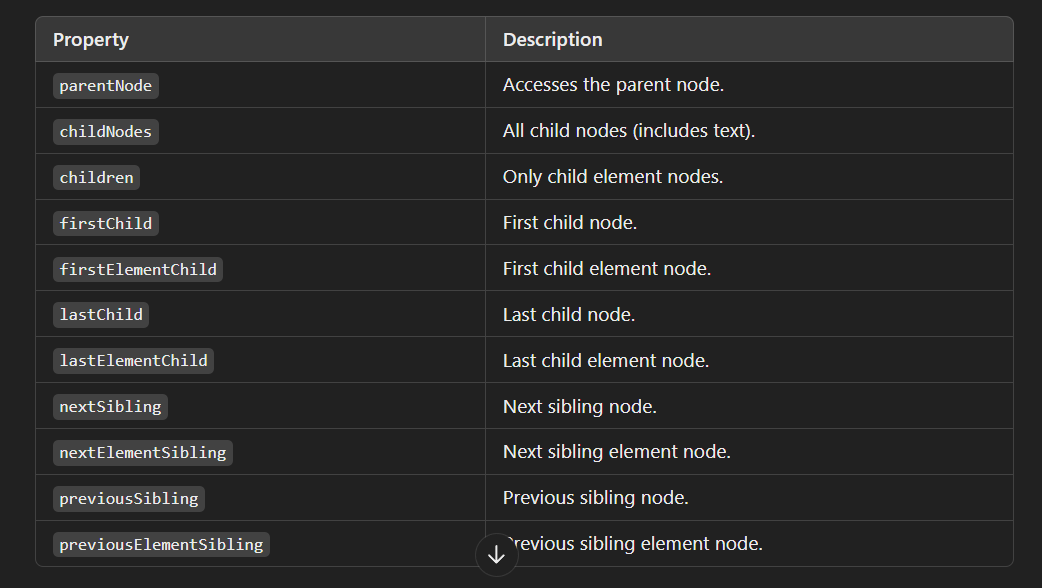 Property Description
parentNode Accesses the parent node.
childNodes All child nodes (includes text).
children Only child element nodes.
firstChild First child node.
firstElementChild First child element node.
lastChild Last child node.
lastElementChild Last child element node.
nextSibling Next sibling node.
nextElementSibling Next sibling element node.
previousSibling Previous sibling node.
previousElementSibling Previous sibling element node.